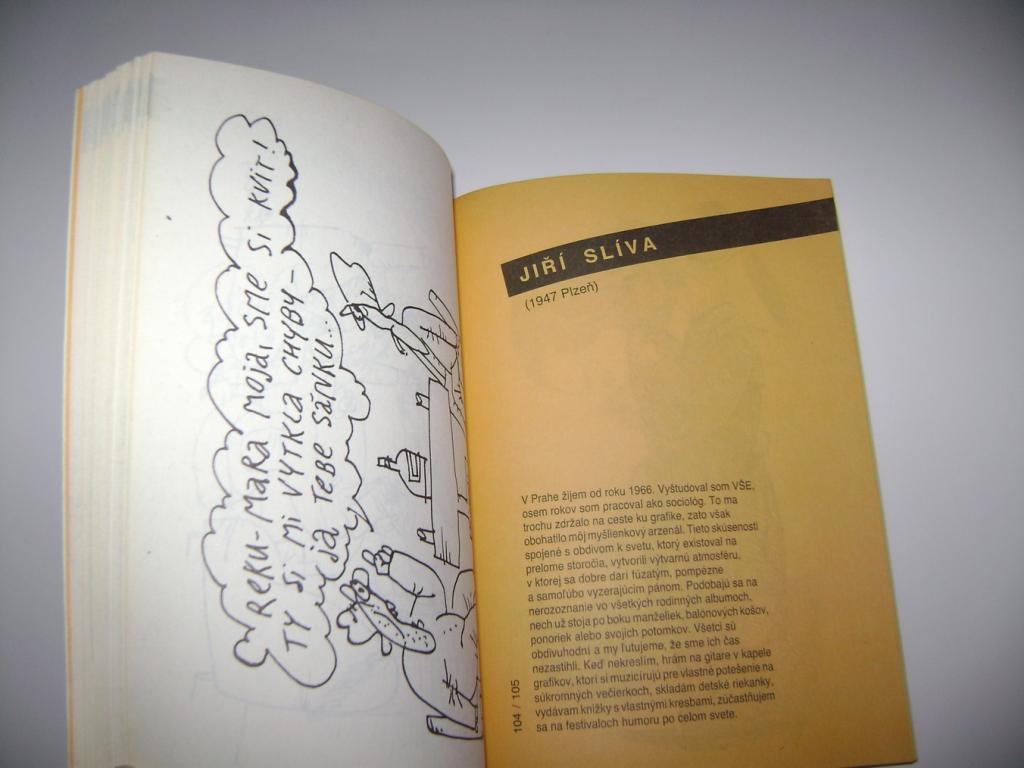 REKU- MARA MOJA, SME SI KVIT!
TY SI MI VYTKLA CHYBY-
JA TEBE SÁNKU...
JIŘÍ SLÍVA
(1947 Plzeň)
V Prahe žijem od roku 1966. Vyštudoval som VŠE,
osem rokov som pracoval ako sociológ. To ma
trochu zdržalo na ceste ku grafike, zato však
obohatilo môj myšlienkový arzenál. Tieto skúsenosti
spojené s obdivom k svetu, ktorý existoval na
prelome storočia, vytvorili výtvarnú atmosféru,
v ktorej sa dobre darí fúzatým, pompézne
a samoľúbo vyzerajúcim pánom. Podobajú sa na
nerozoznanie vo všetkých rodinných albumoch,
nech už stoja po boku manželiek, balónových košov,
ponoriek alebo svojich potomkov. Všetci sú
obdivuhodní a my ľutujeme, že sme ich čas
nezastihli. Keď nekreslím, hrám na gitare v kapele
grafikov, ktorí si muzicírujú pre vlastné potešenie na
súkromných večierkoch, skladám detské riekanky,
vydávam knižky s vlastnými kresbami, zúčastňujem
sa na festivaloch humoru po celom svete.
104 / 105